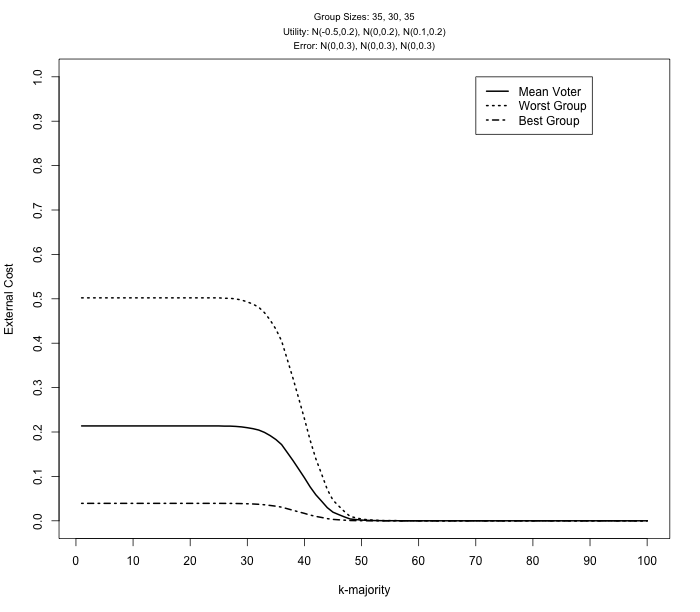 Group Sizes: 35, 30, 35
Utility: N(-0.5,0.2), N(0,0.2), N(0.1,0.2)
Error: N(0,0.3), N(0,0.3), N(0,0.3)
Mean Voter
Worst Group
Best Group
External Cost
1.0
0.9
0.8
0.7
0.6
0.5
0.4
0.3
0.2
0.1
0.0
0 10 20 30 40 50 60 70 80 90 100
k-majority